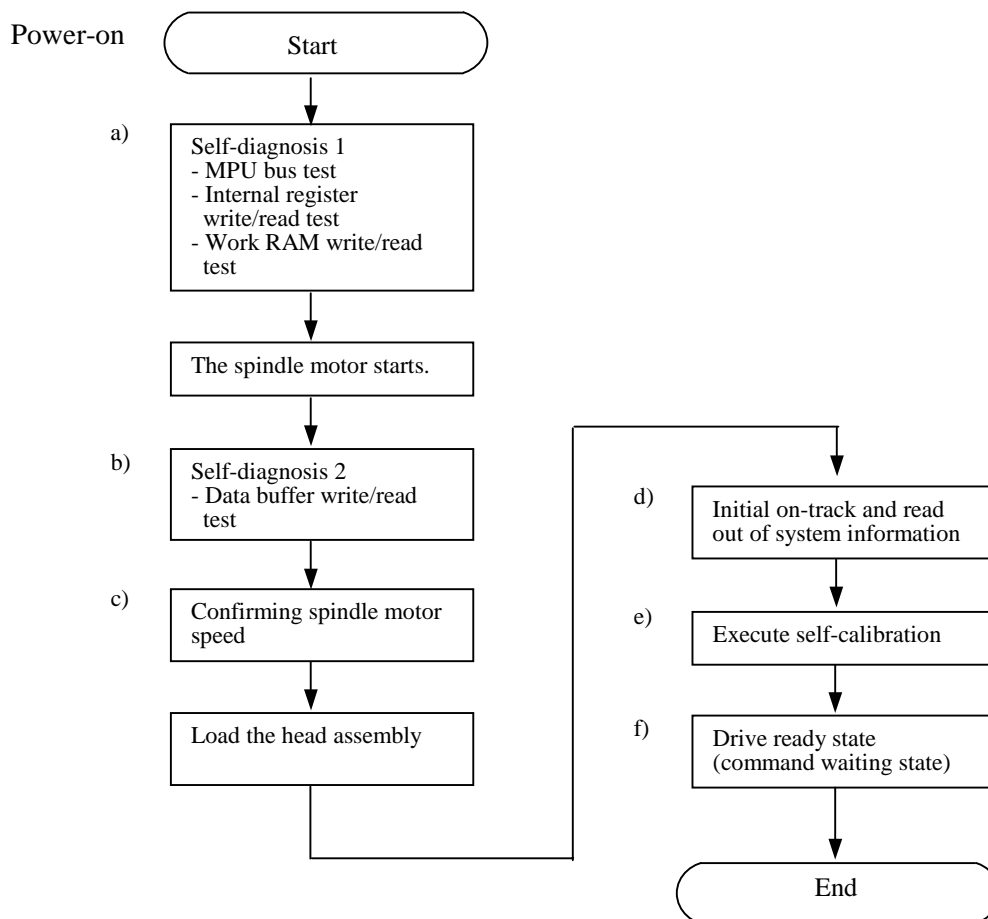 Power-on
Start
a)
Self-diagnosis 1
- MPU bus test
- Internal register
write/read test
- Work RAM write/read
test
The spindle motor starts.
b)
Self-diagnosis 2
- Data buffer write/read
test
c)
Confirming spindle motor
speed
Load the head assembly
d)
Initial on-track and read
out of system information
e)
Execute self-calibration
f)
Drive ready state
(command waiting state)
End